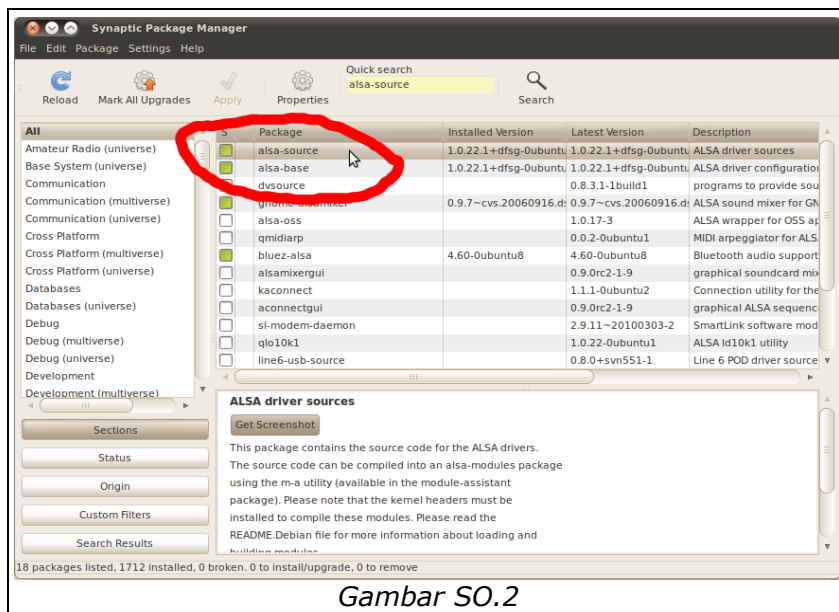 Synaptic Package Manager
File Edit Package Settings Help
Quick search
alsa-source
Reload Mark All Upgrades Apply Properties Search
All
Amateur Radio (universe)
Base System (universe)
Communication
Communication (multiverse)
Communication (universe)
Cross Platform
Cross Platform (multiverse)
Cross Platform (universe)
Databases
Databases (universe)
Debug
Debug (multiverse)
Debug (universe)
Development
Development (multiverse)
S Package Installed Version Latest Version Description
alsa-source 1.0.22.1+dfsg-0ubuntu 1.0.22.1+dfsg-0ubuntu ALSA driver sources
alsa-base 1.0.22.1+dfsg-0ubuntu 1.0.22.1+dfsg-0ubuntu ALSA driver configuration
dvsource 0.8.3.1-1build1 programs to provide sou
gnome-alsamixer 0.9.7~cvs.20060916.ds 0.9.7~cvs.20060916.ds ALSA sound mixer for GN
alsa-oss 1.0.17-3 ALSA wrapper for OSS ap
qmidiarp 0.0.2-0ubuntu1 MIDI arpeggiator for ALS
bluez-alsa 4.60-0ubuntu8 4.60-0ubuntu8 Bluetooth audio support
alsamixergui 0.9.0rc2-1-9 graphical soundcard mix
kaconnect 1.1.1-0ubuntu2 Connection utility for the
aconnectgui 0.9.0rc2-1-9 graphical ALSA sequenc
sl-modem-daemon 2.9.11~20100303-2 SmartLink software mod
qlo10k1 1.0.22-0ubuntu1 ALSA ld10k1 utility
line6-usb-source 0.8.0+svn551-1 Line 6 POD driver source
Sections
Status
Origin
Custom Filters
Search Results
ALSA driver sources
Get Screenshot
This package contains the source code for the ALSA drivers.
The source code can be compiled into an alsa-modules package
using the m-a utility (available in the module-assistant
package). Please note that the kernel headers must be
installed to compile these modules. Please read the
README.Debian file for more information about loading and
building modules
18 packages listed, 1712 installed, 0 broken. 0 to install/upgrade, 0 to remove
Gambar SO.2